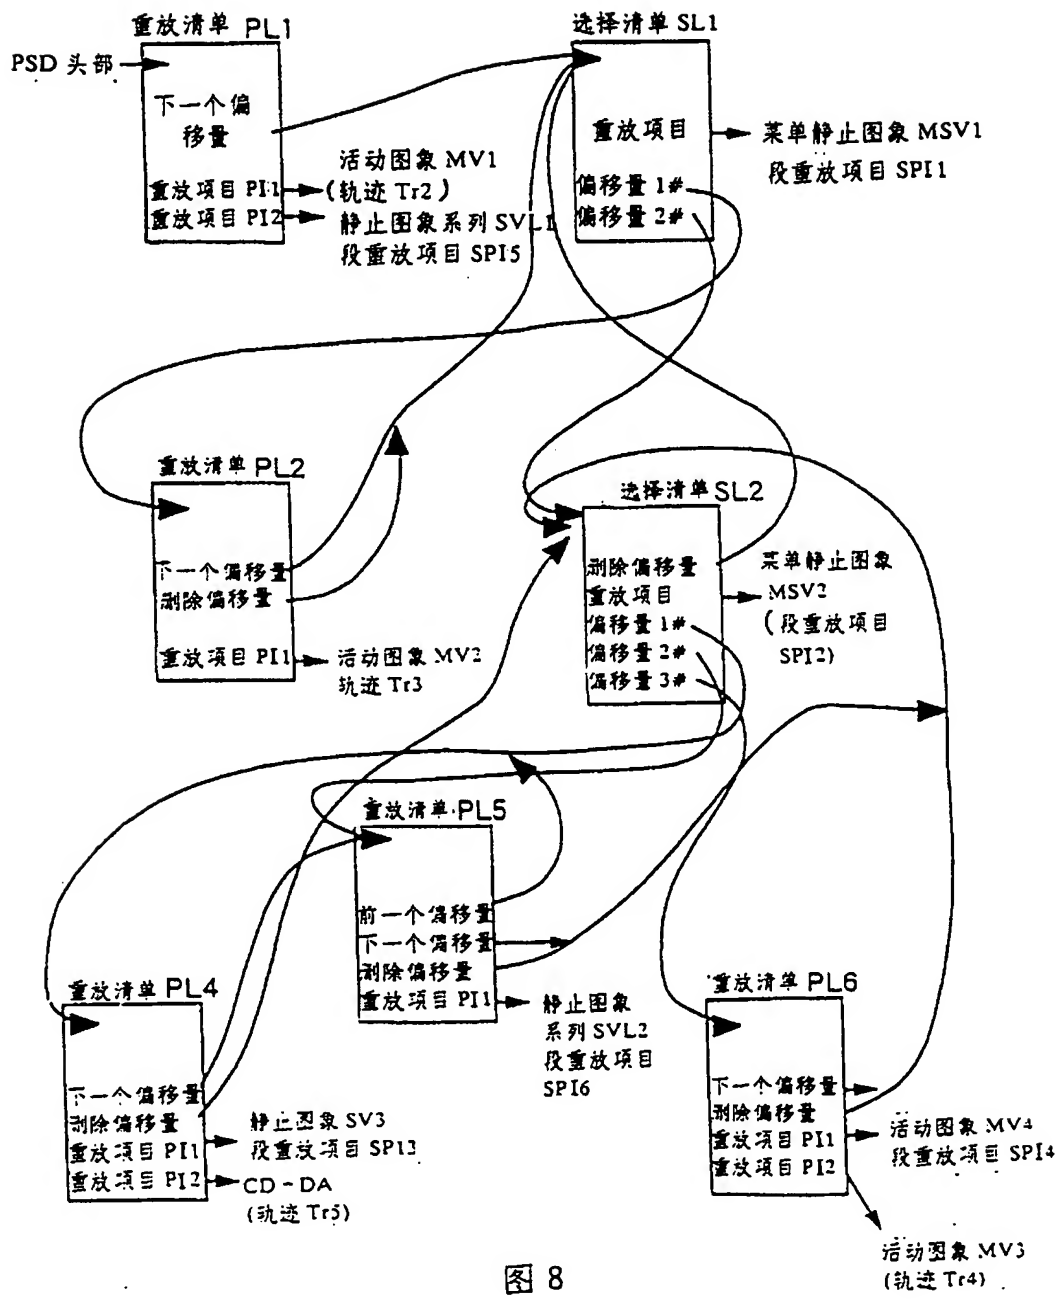 重放清单 PL1
PSD 头部
下一个偏
移量
重放项目 PI1
重放项目 PI2
活动图象 MV1
(轨迹 Tr2)
静止图象系列 SVL1
段重放项目 SPI5
选择清单 SL1
重放项目
偏移量 1#
偏移量 2#
菜单静止图象 MSV1
段重放项目 SPI1
重放清单 PL2
下一个偏移量
删除偏移量
重放项目 PI1
活动图象 MV2
轨迹 Tr3
选择清单 SL2
删除偏移量
重放项目
偏移量 1#
偏移量 2#
偏移量 3#
菜单静止图象
MSV2
(段重放项目
SPI2)
重放清单 PL5
前一个偏移量
下一个偏移量
删除偏移量
重放项目 PI1
静止图象
系列 SVL2
段重放项目
SPI6
重放清单 PL4
下一个偏移量
删除偏移量
重放项目 PI1
重放项目 PI2
静止图象 SV3
段重放项目 SPI3
CD-DA
(轨迹 Tr5)
重放清单 PL6
下一个偏移量
删除偏移量
重放项目 PI1
重放项目 PI2
活动图象 MV4
段重放项目 SPI4
活动图象 MV3
(轨迹 Tr4)
图 8